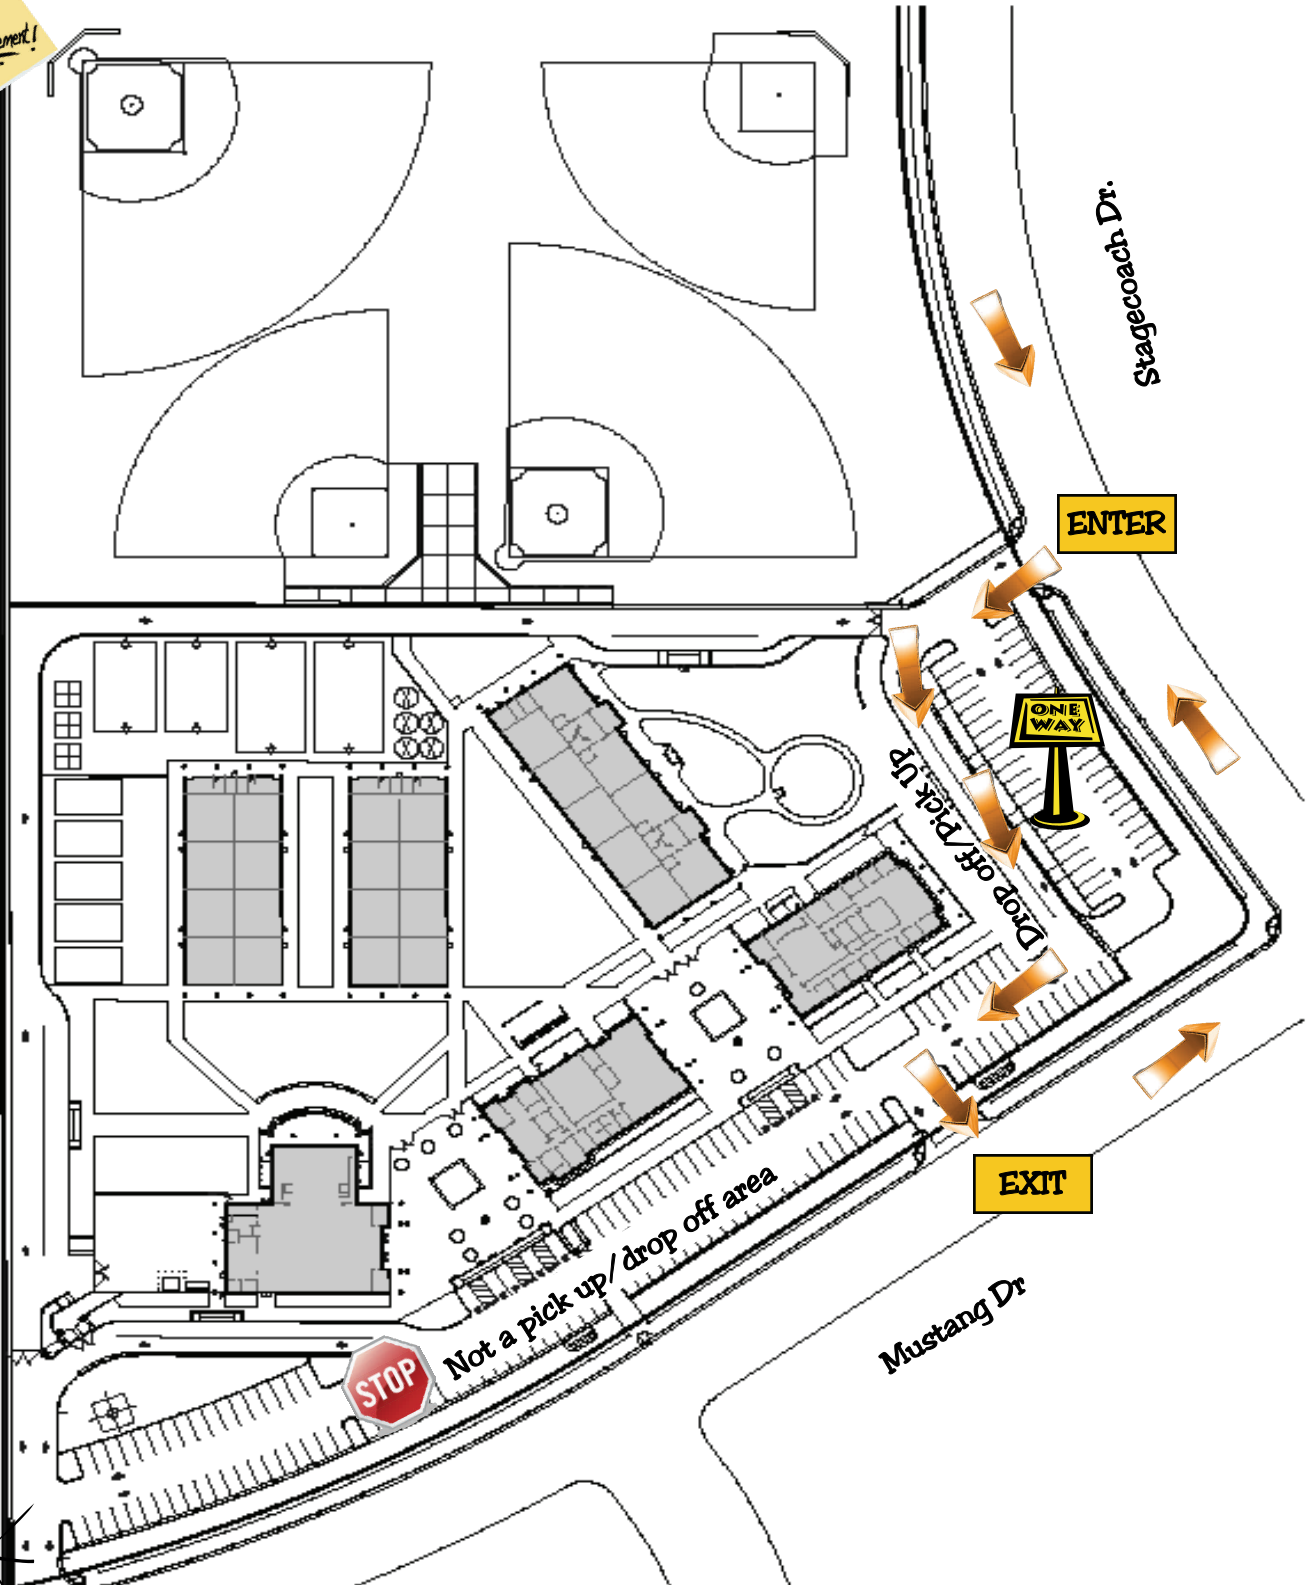 Stagecoach Dr.
ENTER
ONE
WAY
Drop off/Pick Up
EXIT
Not a pick up/drop off area
STOP
Mustang Dr